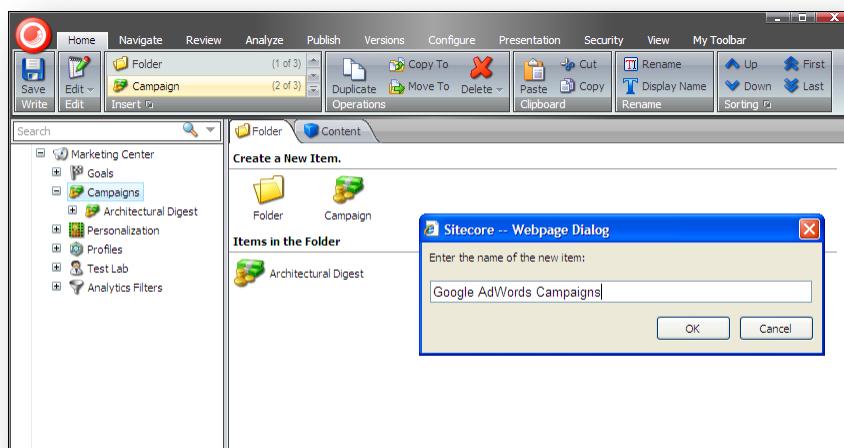 Home Navigate Review Analyze Publish Versions Configure Presentation Security View My Toolbar
Folder (1 of 3) Copy To Cut Rename Up First
Campaign (2 of 3) Move To Copy Display Name Down Last
Save Edit Duplicate Delete Paste
Write Edit Insert Operations Clipboard Rename Sorting
Search
Folder Content
Marketing Center
Goals
Campaigns
Architectural Digest
Personalization
Profiles
Test Lab
Analytics Filters
Create a New Item.
Folder Campaign
Items in the Folder
Architectural Digest
Sitecore -- Webpage Dialog
Enter the name of the new item:
Google AdWords Campaigns
OK Cancel